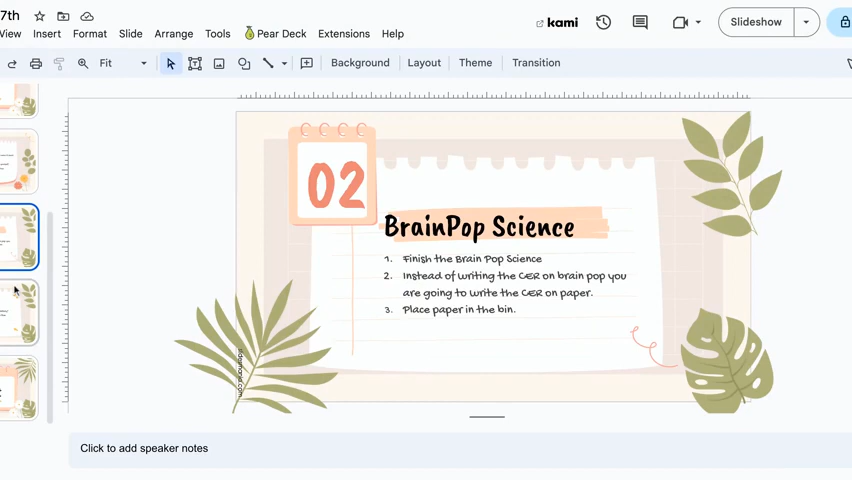 7th
View Insert Format Slide Arrange Tools Pear Deck Extensions Help
kami
Slideshow
Fit
Background Layout Theme Transition
02
BrainPop Science
1. Finish the Brain Pop Science
2. Instead of writing the CER on brain pop you
are going to write the CER on paper.
3. Place paper in the bin.
slidesmania.com
Click to add speaker notes